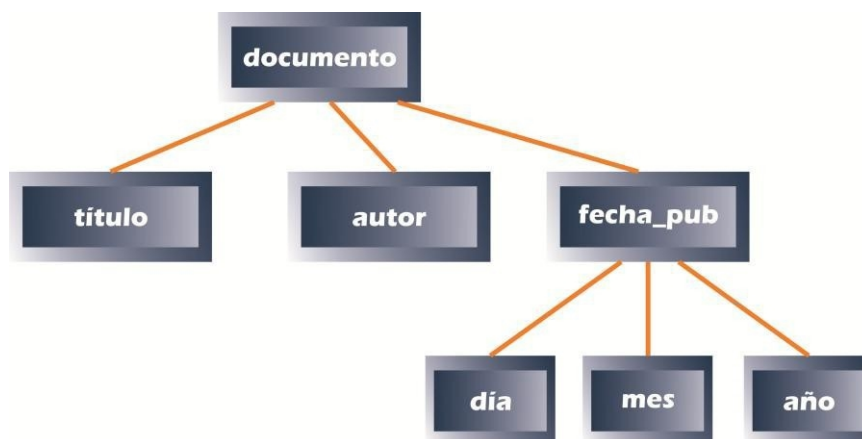 documento
título
autor
fecha_pub
día
mes
año